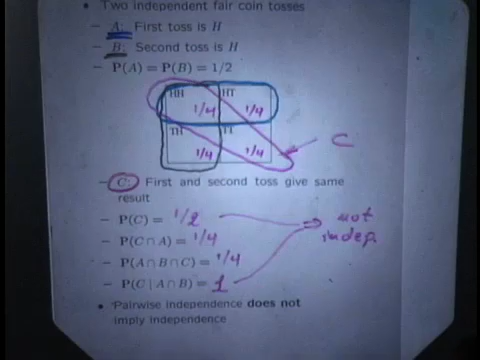 • Two independent fair coin tosses
– A: First toss is H
– B: Second toss is H
– P(A) = P(B) = 1/2
HH HT
1/4 1/4
TH TT
1/4 1/4
C
– C: First and second toss give same
result
– P(C) = 1/2
not
indep.
– P(C ∩ A) = 1/4
– P(A ∩ B ∩ C) = 1/4
– P(C | A ∩ B) = 1
• Pairwise independence does not
imply independence